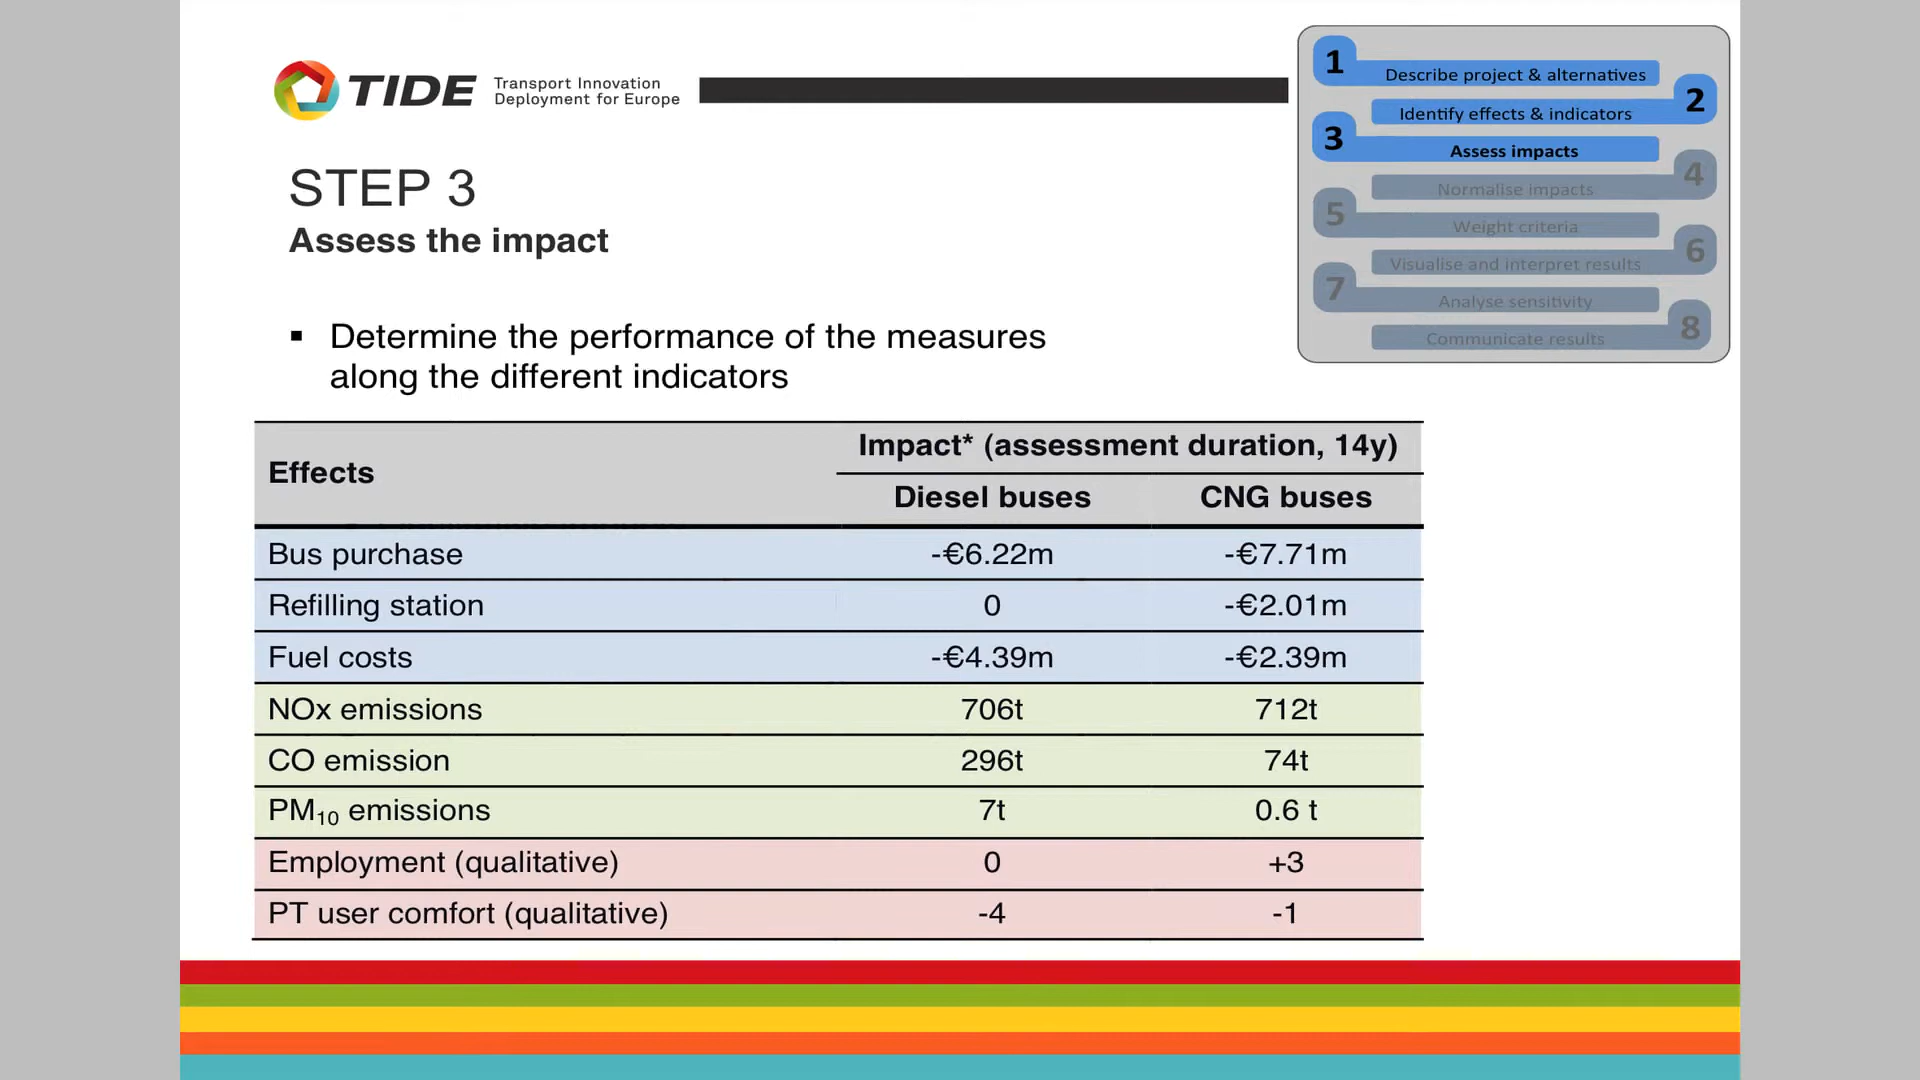 TIDE
Transport Innovation
Deployment for Europe
1
Describe project & alternatives
2
Identify effects & indicators
3
Assess impacts
4
Normalise impacts
5
Weight criteria
6
Visualise and interpret results
7
Analyse sensitivity
8
Communicate results
STEP 3
Assess the impact
▪ Determine the performance of the measures
along the different indicators
Effects
Impact* (assessment duration, 14y)
Diesel buses CNG buses
Bus purchase -€6.22m -€7.71m
Refilling station 0 -€2.01m
Fuel costs -€4.39m -€2.39m
NOx emissions 706t 712t
CO emission 296t 74t
PM₁₀ emissions 7t 0.6 t
Employment (qualitative) 0 +3
PT user comfort (qualitative) -4 -1